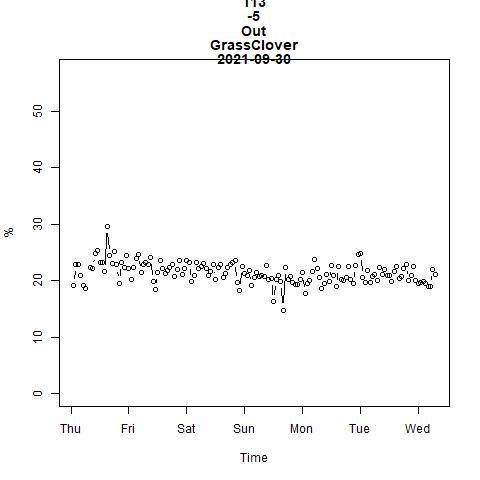 113
-5
Out
GrassClover
2021-09-30
%
50
40
30
20
10
0
Thu
Fri
Sat
Sun
Mon
Tue
Wed
Time